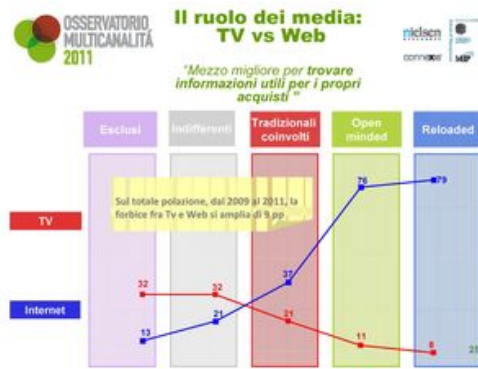 OSSERVATORIO
MULTICANALITÁ
2011
Il ruolo dei media:
TV vs Web
"Mezzo migliore per trovare
informazioni utili per i propri
acquisti "
nielsen
connexia
MIP
Esclusi
Indifferenti
Tradizionali
coinvolti
Open
minded
Reloaded
Sul totale polazione, dal 2009 al 2011, la
forbice fra Tv e Web si amplia di 9 pp
TV
Internet
32
32
21
11
8
13
21
37
76
79